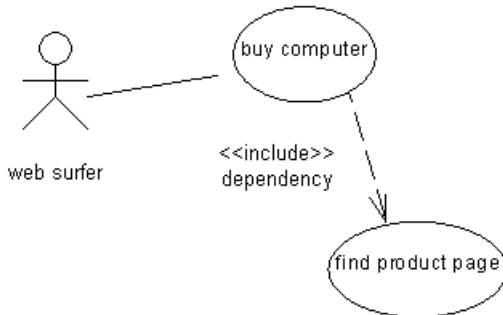 buy computer
<<include>>
dependency
web surfer
find product page